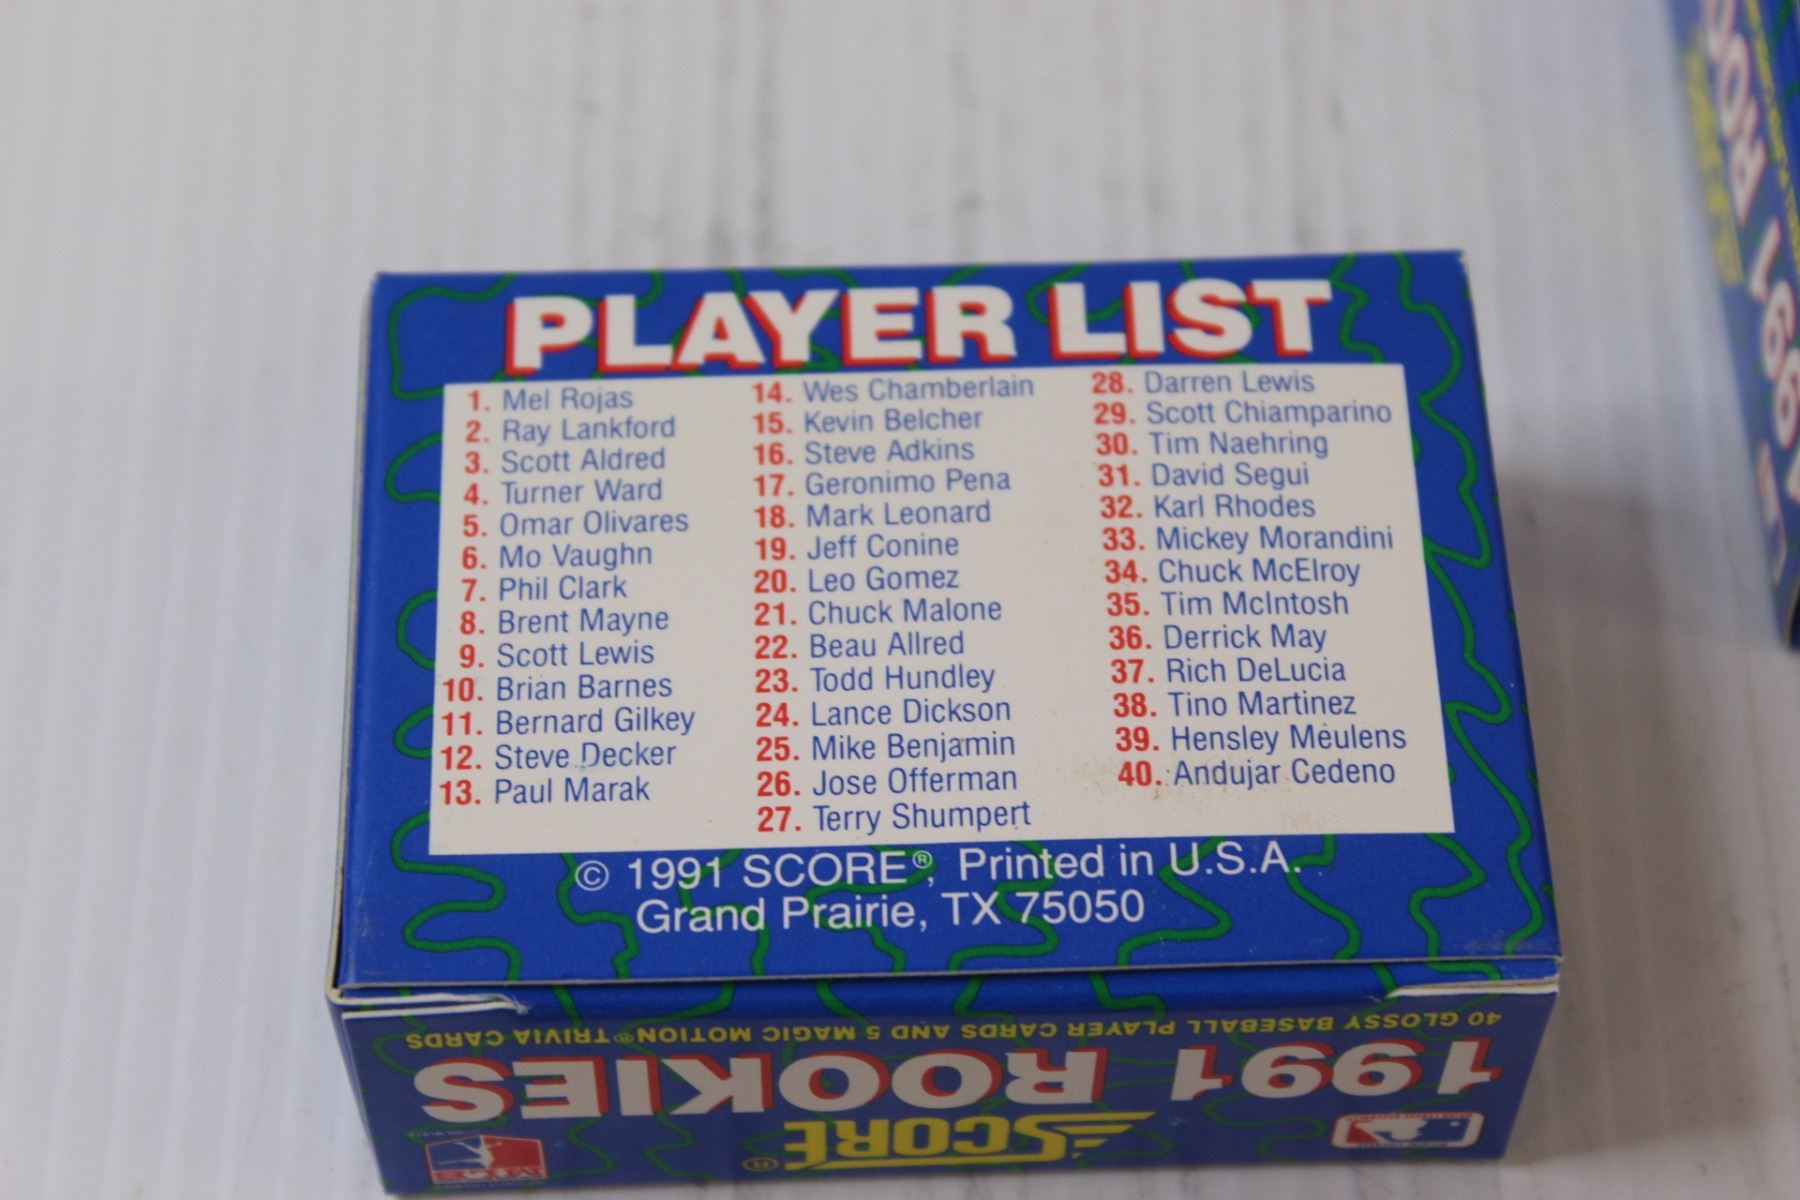 PLAYER LIST
1. Mel Rojas
2. Ray Lankford
3. Scott Aldred
4. Turner Ward
5. Omar Olivares
6. Mo Vaughn
7. Phil Clark
8. Brent Mayne
9. Scott Lewis
10. Brian Barnes
11. Bernard Gilkey
12. Steve Decker
13. Paul Marak
14. Wes Chamberlain
15. Kevin Belcher
16. Steve Adkins
17. Geronimo Pena
18. Mark Leonard
19. Jeff Conine
20. Leo Gomez
21. Chuck Malone
22. Beau Allred
23. Todd Hundley
24. Lance Dickson
25. Mike Benjamin
26. Jose Offerman
27. Terry Shumpert
28. Darren Lewis
29. Scott Chiamparino
30. Tim Naehring
31. David Segui
32. Karl Rhodes
33. Mickey Morandini
34. Chuck McElroy
35. Tim McIntosh
36. Derrick May
37. Rich DeLucia
38. Tino Martinez
39. Hensley Meulens
40. Andujar Cedeno
© 1991 SCORE®, Printed in U.S.A.
Grand Prairie, TX 75050
SCORE®
1991 ROOKIES
40 GLOSSY BASEBALL PLAYER CARDS AND 5 MAGIC MOTION® TRIVIA CARDS
1991 ROO